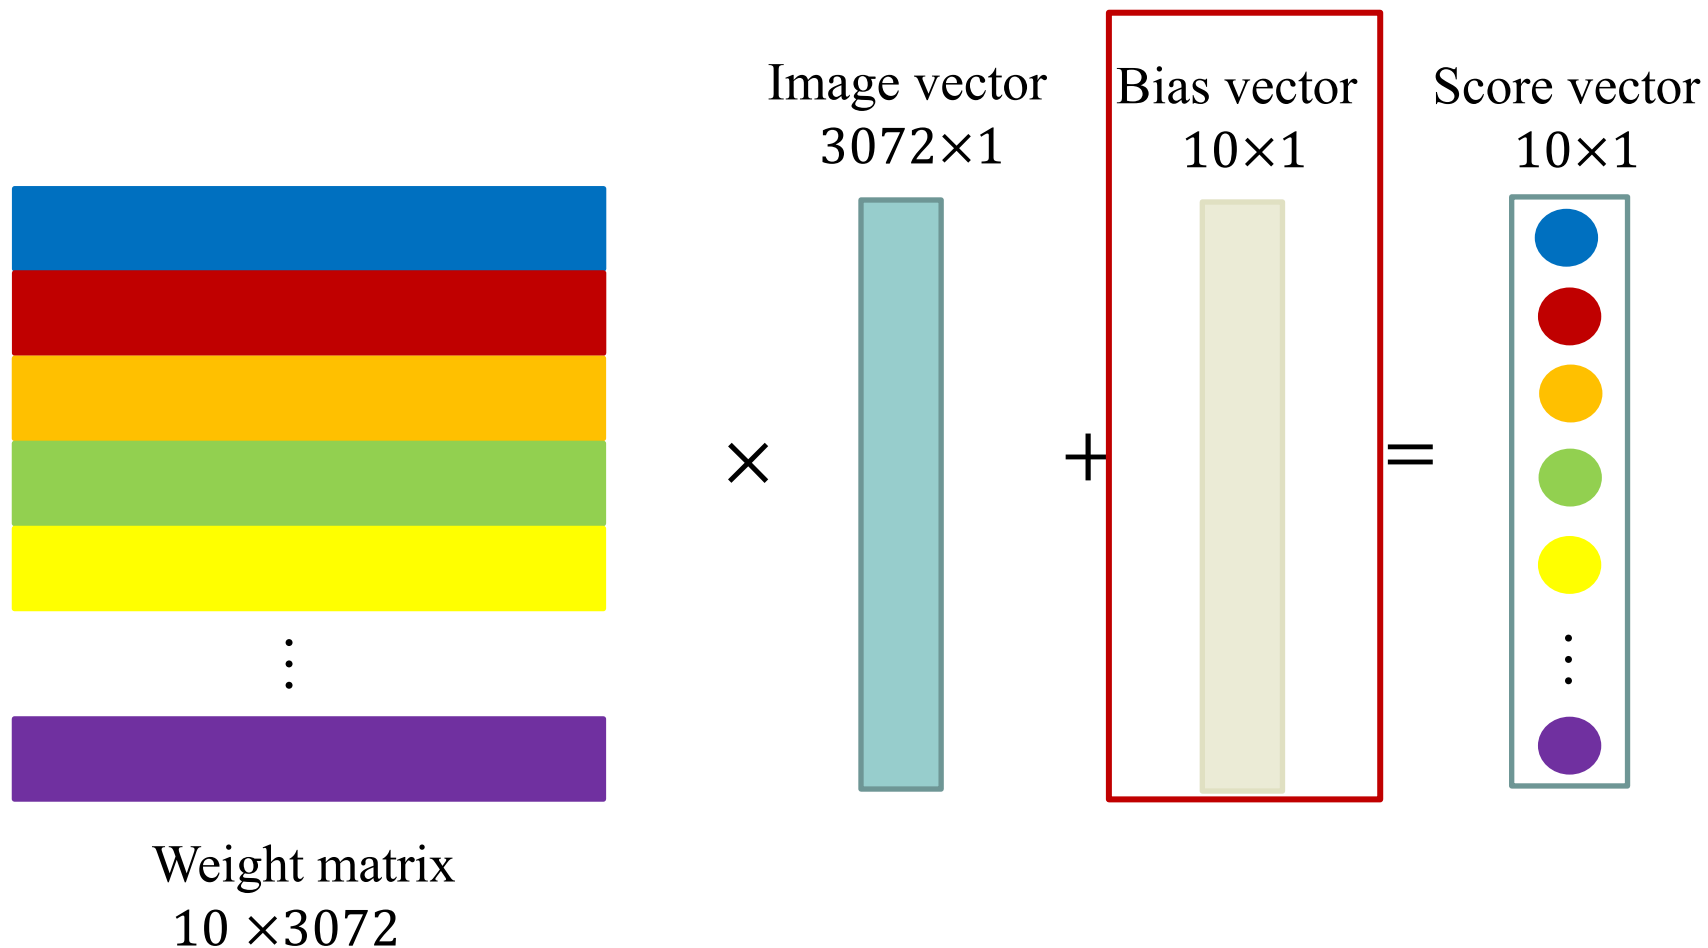 Image vector
3072×1
Bias vector
10×1
Score vector
10×1
×
+
=
⋮
⋮
Weight matrix
10 ×3072